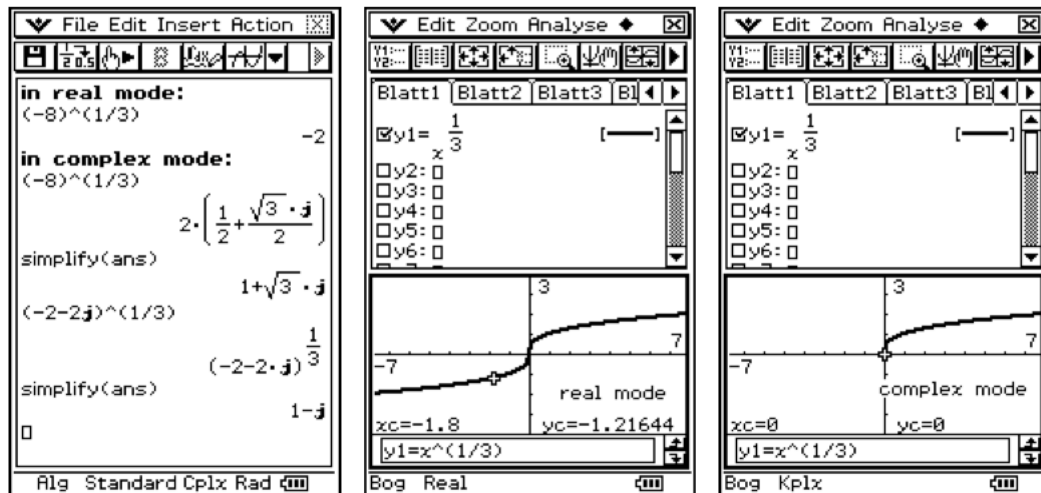 File Edit Insert Action
in real mode:
(-8)^(1/3)
-2
in complex mode:
(-8)^(1/3)
2·(1/2+√3·j/2)
simplify(ans)
1+√3·j
(-2-2j)^(1/3)
(-2-2·j)^1/3
simplify(ans)
1-j
Alg Standard Cplx Rad
Edit Zoom Analyse
Y1:...
Y2:...
Blatt1 Blatt2 Blatt3 Bl
y1=x^1/3 [—]
y2:
y3:
y4:
y5:
y6:
3
7
-7
real mode
xc=-1.8 yc=-1.21644
y1=x^(1/3)
Bog Real
Edit Zoom Analyse
Y1:...
Y2:...
Blatt1 Blatt2 Blatt3 Bl
y1=x^1/3 [—]
y2:
y3:
y4:
y5:
y6:
3
7
-7
complex mode
xc=0 yc=0
y1=x^(1/3)
Bog Kplx